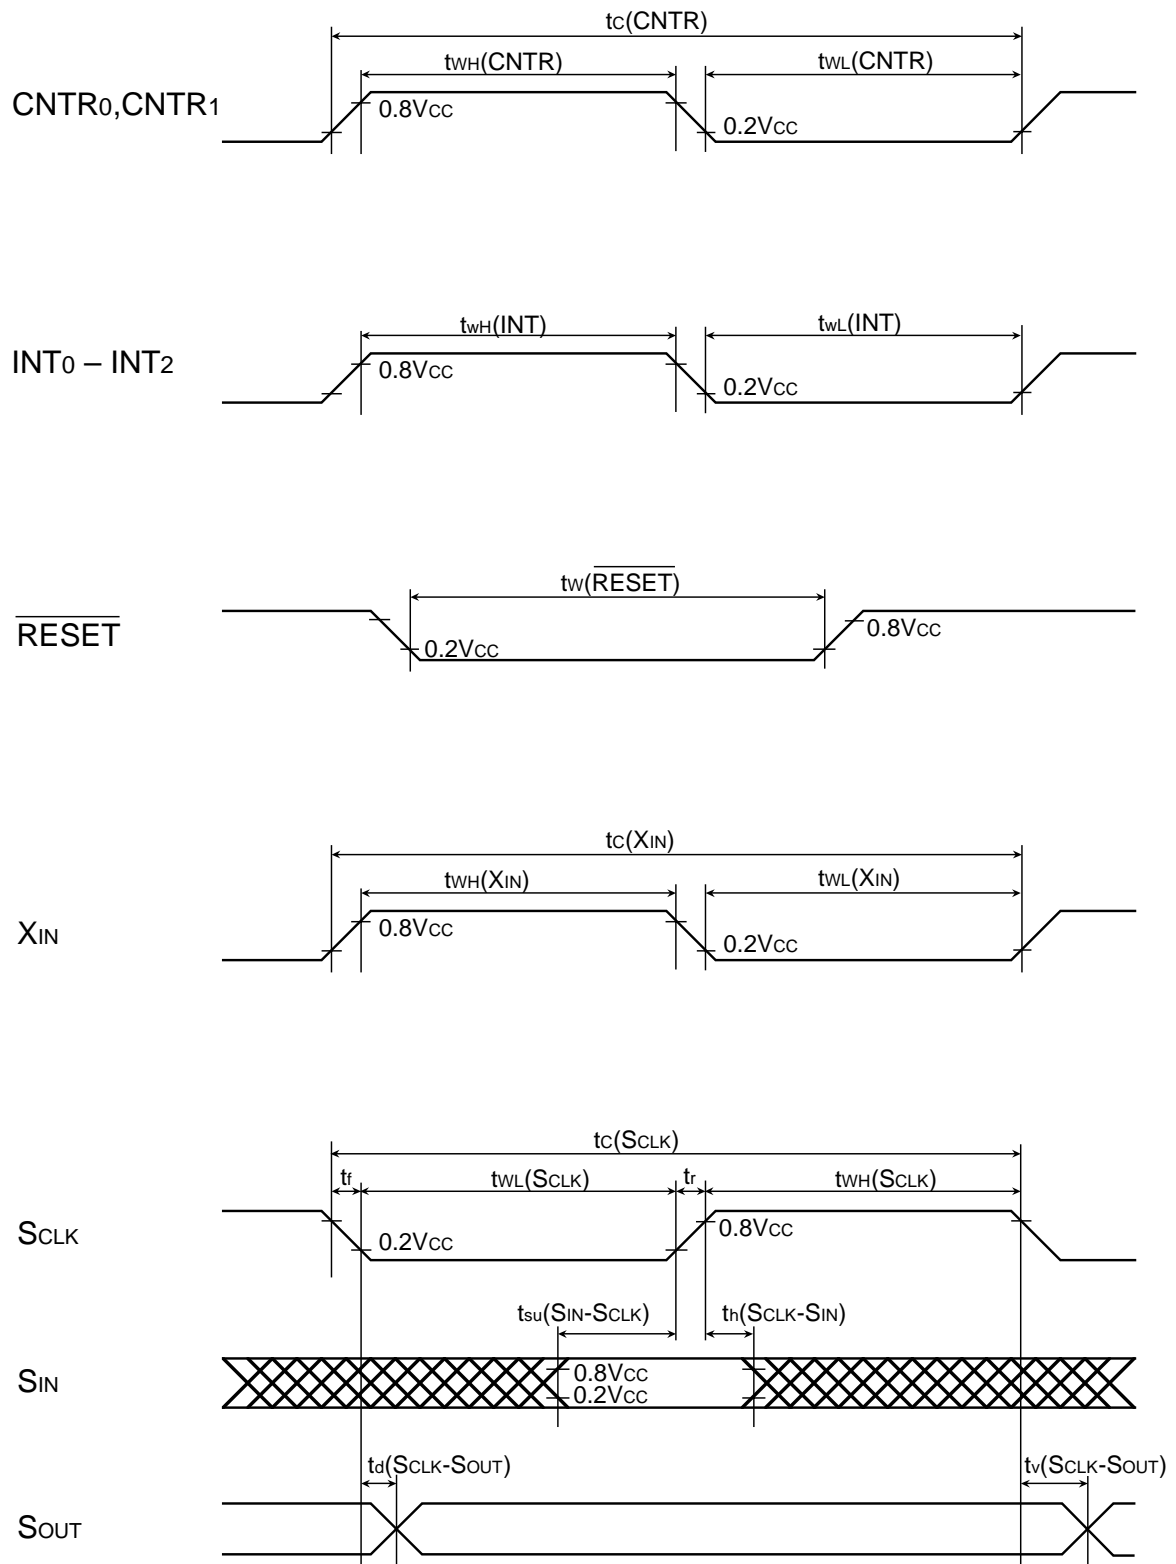 tC(CNTR)
tWH(CNTR)
tWL(CNTR)
CNTR0,CNTR1
0.8VCC
0.2VCC
twH(INT)
twL(INT)
INT0 – INT2
0.8VCC
0.2VCC
tW(RESET)
RESET
0.2VCC
0.8VCC
tC(XIN)
tWH(XIN)
tWL(XIN)
XIN
0.8VCC
0.2VCC
tC(SCLK)
tf
tWL(SCLK)
tr
tWH(SCLK)
SCLK
0.2VCC
0.8VCC
tsu(SIN-SCLK)
th(SCLK-SIN)
SIN
0.8VCC
0.2VCC
td(SCLK-SOUT)
tv(SCLK-SOUT)
SOUT